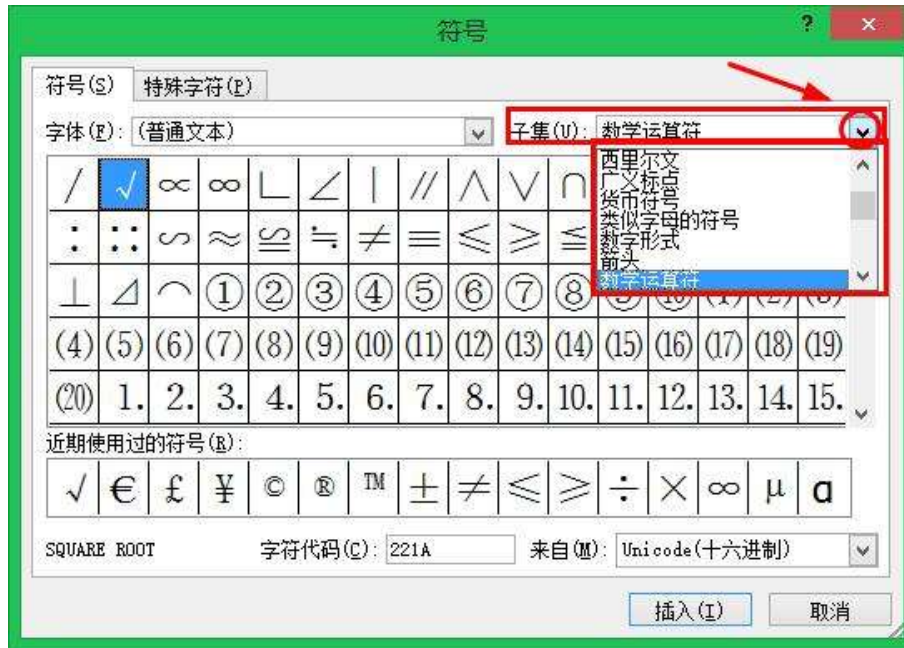 符号
? ×
符号(S) 特殊字符(P)
字体(F): (普通文本) 子集(U): 数学运算符
西里尔文
广义标点
货币符号
类似字母的符号
数字形式
箭头
数学运算符
/ √ ∝ ∞ ∟ ∠ ∣ ∥ ∧ ∨ ∩
∶ ∷ ∽ ≈ ≌ ≒ ≠ ≡ ≤ ≥ ≦
⊥ ⊿ ⌒ ① ② ③ ④ ⑤ ⑥ ⑦ ⑧ ⑨ ⑩ ⑴ ⑵ ⑶
⑷ ⑸ ⑹ ⑺ ⑻ ⑼ ⑽ ⑾ ⑿ ⒀ ⒁ ⒂ ⒃ ⒄ ⒅ ⒆
⒇ 1. 2. 3. 4. 5. 6. 7. 8. 9. 10. 11. 12. 13. 14. 15.
近期使用过的符号(R):
√ € £ ¥ © ® ™ ± ≠ ≤ ≥ ÷ × ∞ µ ɑ
SQUARE ROOT 字符代码(C): 221A 来自(M): Unicode(十六进制)
插入(I) 取消